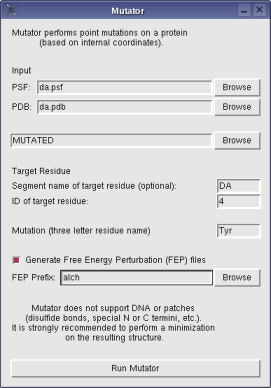 Mutator
Mutator performs point mutations on a protein
(based on internal coordinates).
Input
PSF: da.psf Browse
PDB: da.pdb Browse
MUTATED Browse
Target Residue
Segment name of target residue (optional): DA
ID of target residue: 4
Mutation (three letter residue name) Tyr
Generate Free Energy Perturbation (FEP) files
FEP Prefix: alch Browse
Mutator does not support DNA or patches
(disulfide bonds, special N or C termini, etc.).
It is strongly recommended to perform a minimization
on the resulting structure.
Run Mutator